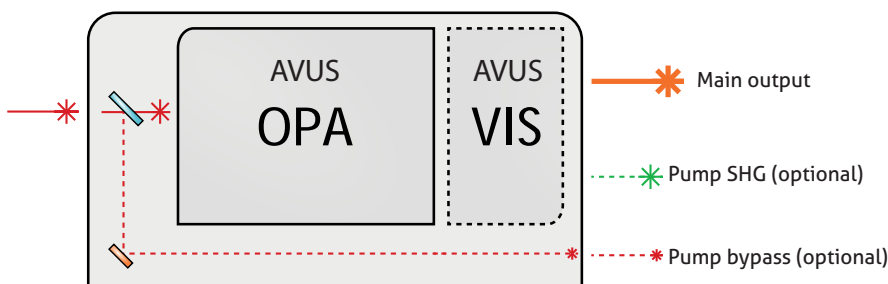 AVUS
OPA
AVUS
VIS
Main output
Pump SHG (optional)
Pump bypass (optional)